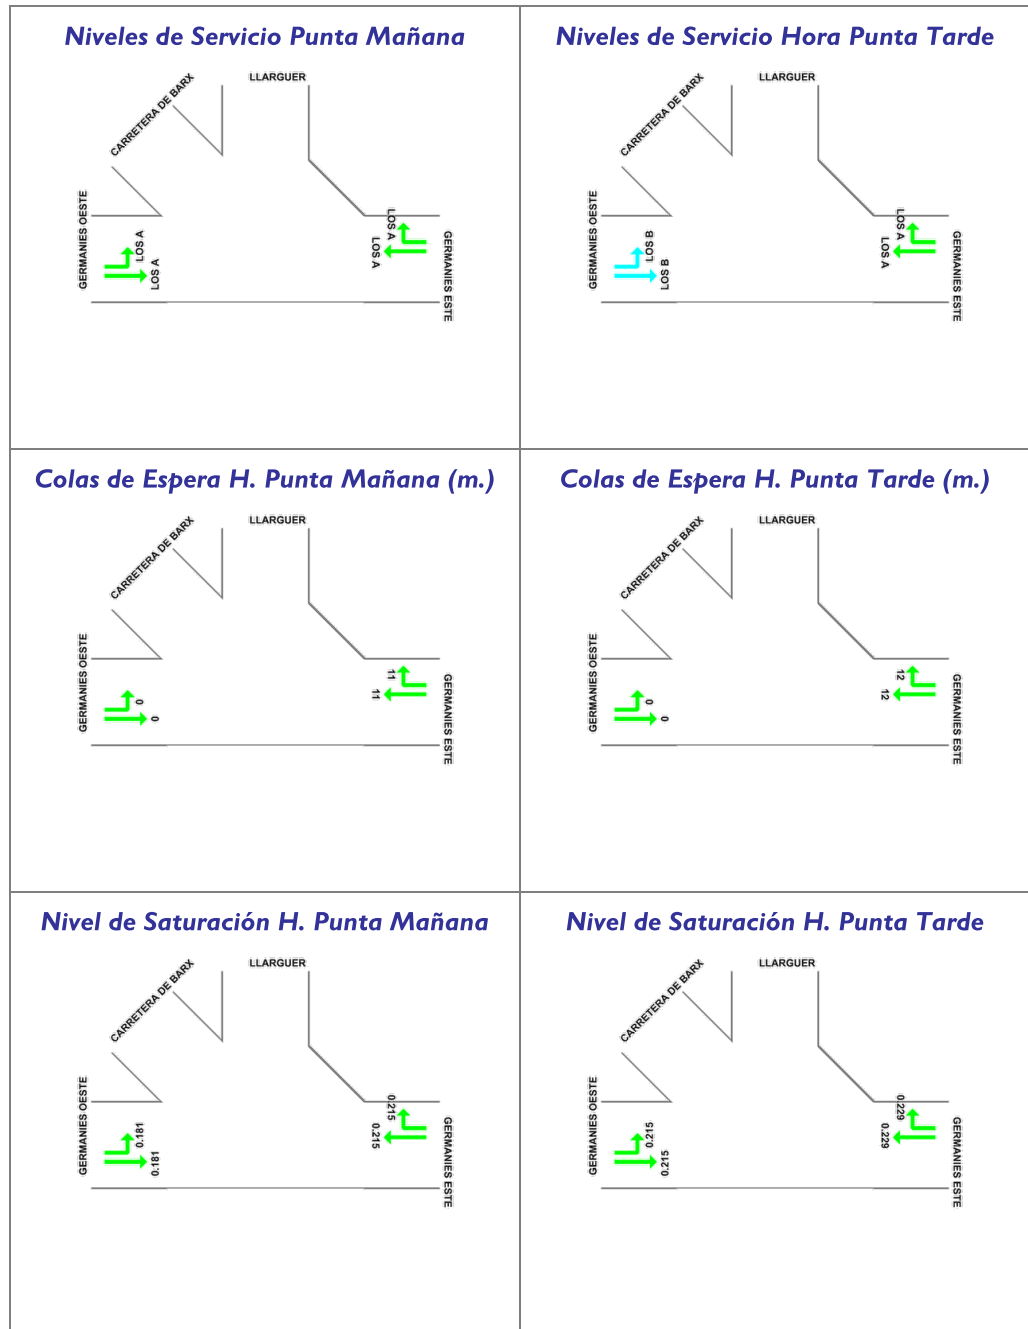 Niveles de Servicio Punta Mañana
CARRETERA DE BARX
LLARGUER
GERMANIES OESTE
LOS A
LOS A
LOS A
LOS A
GERMANIES ESTE
Niveles de Servicio Hora Punta Tarde
CARRETERA DE BARX
LLARGUER
GERMANIES OESTE
LOS B
LOS B
LOS A
LOS A
GERMANIES ESTE
Colas de Espera H. Punta Mañana (m.)
CARRETERA DE BARX
LLARGUER
GERMANIES OESTE
0
0
11
11
GERMANIES ESTE
Colas de Espera H. Punta Tarde (m.)
CARRETERA DE BARX
LLARGUER
GERMANIES OESTE
0
0
12
12
GERMANIES ESTE
Nivel de Saturación H. Punta Mañana
CARRETERA DE BARX
LLARGUER
GERMANIES OESTE
0.181
0.181
0.215
0.215
GERMANIES ESTE
Nivel de Saturación H. Punta Tarde
CARRETERA DE BARX
LLARGUER
GERMANIES OESTE
0.215
0.215
0.229
0.229
GERMANIES ESTE